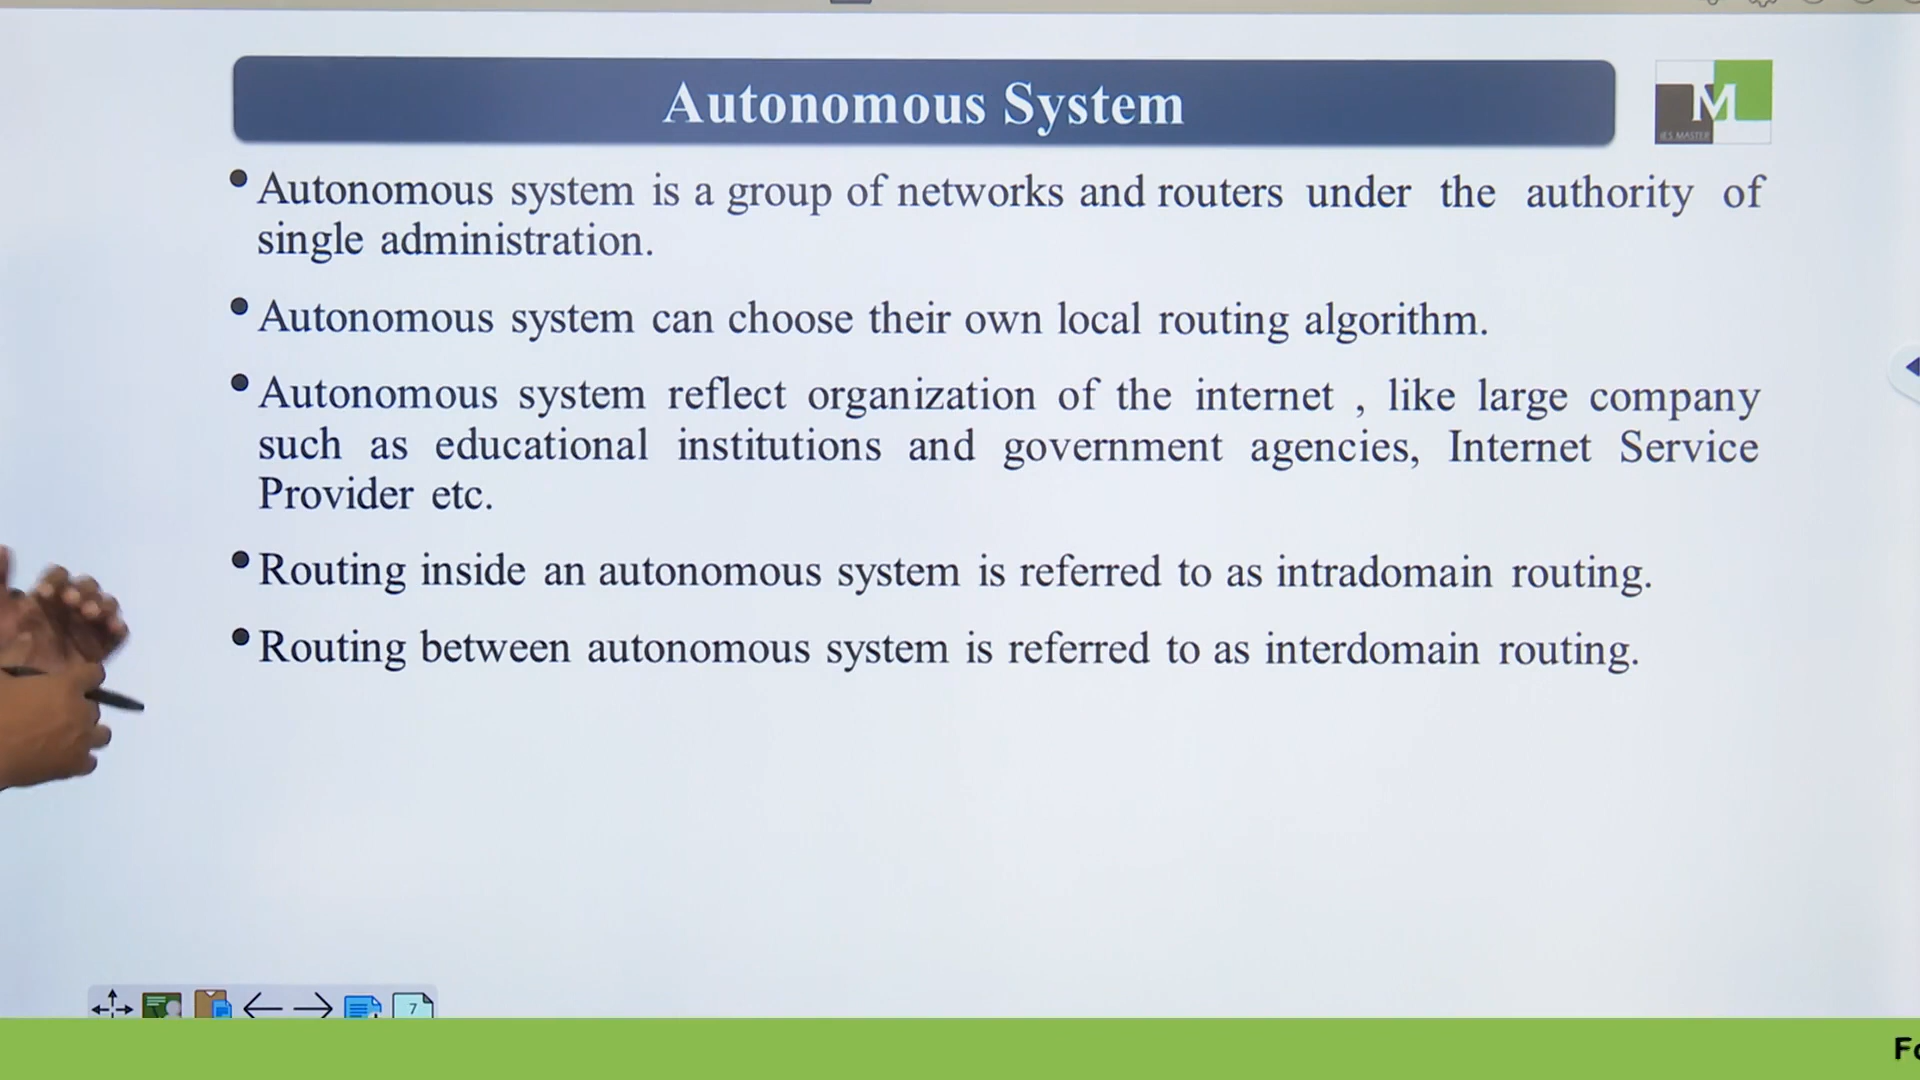 Autonomous System
M
IES MASTER
• Autonomous system is a group of networks and routers under the authority of
single administration.
• Autonomous system can choose their own local routing algorithm.
• Autonomous system reflect organization of the internet , like large company
such as educational institutions and government agencies, Internet Service
Provider etc.
• Routing inside an autonomous system is referred to as intradomain routing.
• Routing between autonomous system is referred to as interdomain routing.
7